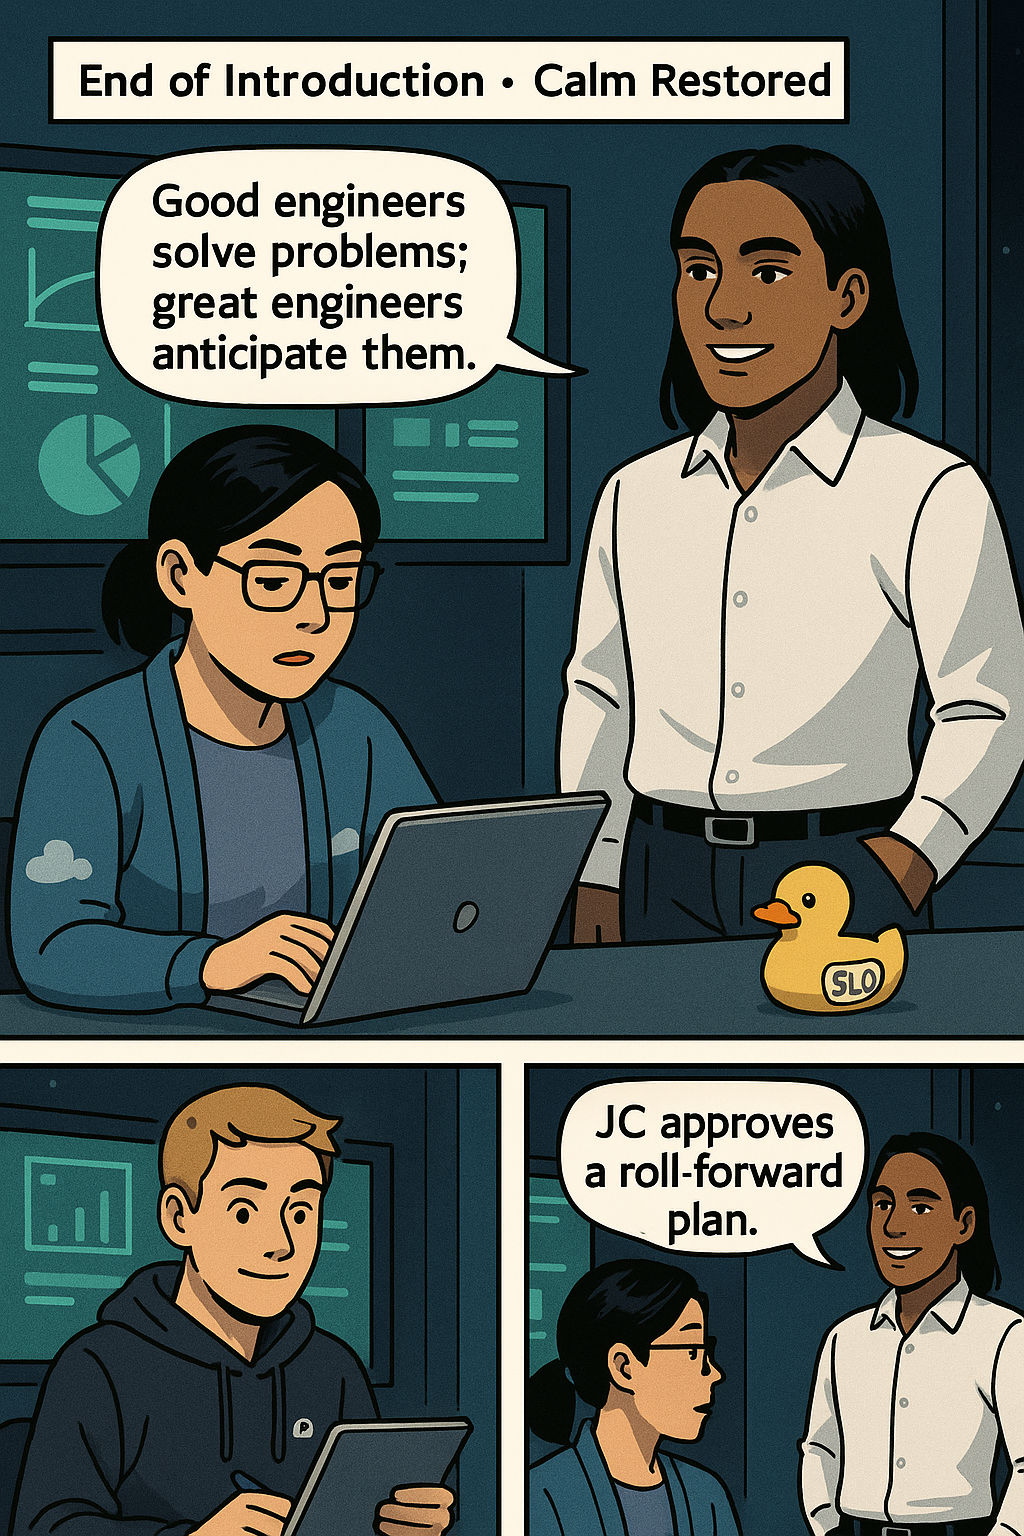 End of Introduction • Calm Restored
Good engineers
solve problems;
great engineers
anticipate them.
SLO
P
JC approves
a roll-forward
plan.